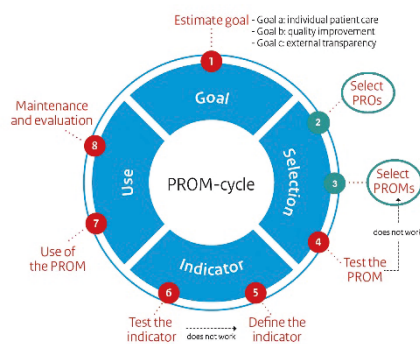 Estimate goal
- Goal a: individual patient care
- Goal b: quality improvement
- Goal c: external transparency
1
Goal
Select
PROs
2
Maintenance
and evaluation
8
Use
PROM-cycle
Selection
3
Select
PROMs
does not work
7
Use of
the PROM
4
Test the
PROM
Indicator
6
5
Test the
indicator
does not work
Define the
indicator